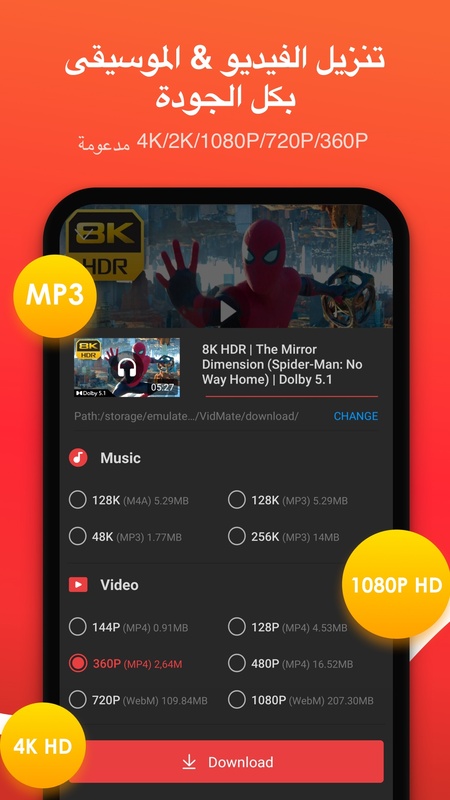 تنزيل الفيديو & الموسيقى
بكل الجودة
4K/2K/1080P/720P/360P مدعومة
8K
HDR
MP3
8K
HDR
Dolby 5.1
05:27
8K HDR | The Mirror
Dimension (Spider-Man: No
Way Home) | Dolby 5.1
Path:/storage/emulate.../VidMate/download/ CHANGE
Music
128K (M4A) 5.29MB 128K (MP3) 5.29MB
48K (MP3) 1.77MB 256K (MP3) 14MB
1080P HD
Video
144P (MP4) 0.91MB 128P (MP4) 4.53MB
360P (MP4) 2,64M 480P (MP4) 16.52MB
720P (WebM) 109.84MB 1080P (WebM) 207.30MB
4K HD
Download